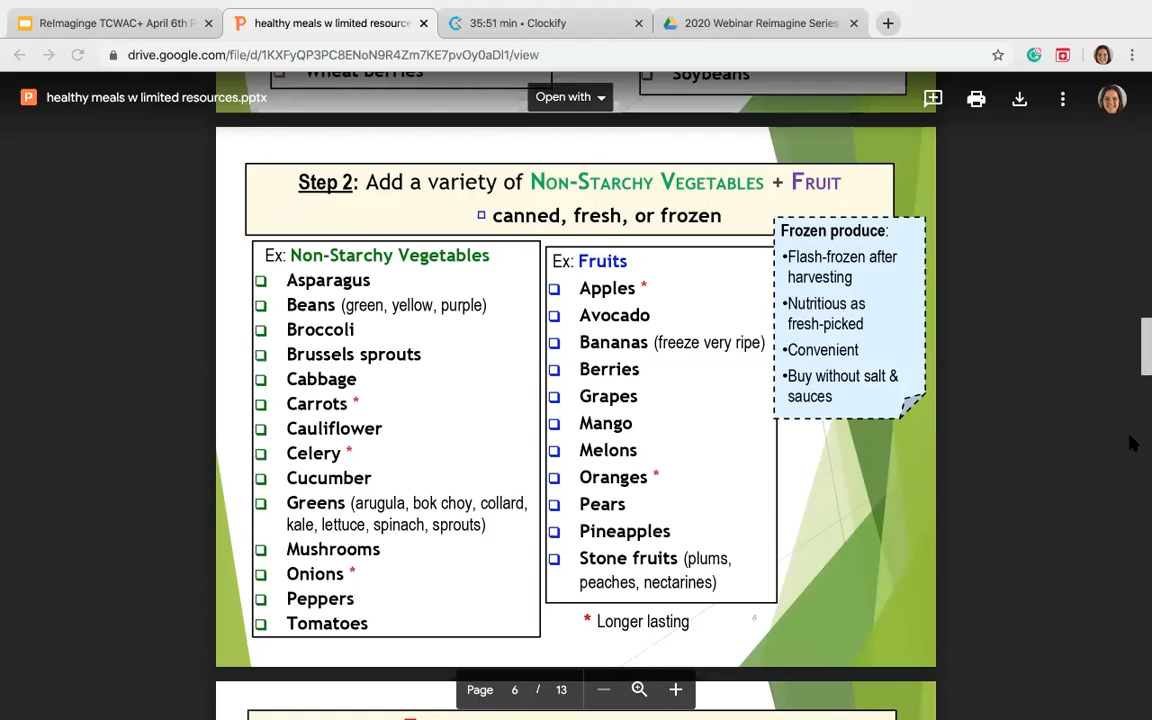 ReImaginge TCWAC+ April 6th P
healthy meals w limited resource
35:51 min • Clockify
2020 Webinar Reimagine Series
drive.google.com/file/d/1KXFyQP3PC8ENoN9R4Zm7KE7pvOy0aDl1/view
Wheat berries
Soybeans
healthy meals w limited resources.pptx
Open with
Step 2: Add a variety of Non-Starchy Vegetables + Fruit
canned, fresh, or frozen
Ex: Non-Starchy Vegetables
Asparagus
Beans (green, yellow, purple)
Broccoli
Brussels sprouts
Cabbage
Carrots *
Cauliflower
Celery *
Cucumber
Greens (arugula, bok choy, collard,
kale, lettuce, spinach, sprouts)
Mushrooms
Onions *
Peppers
Tomatoes
Ex: Fruits
Apples *
Avocado
Bananas (freeze very ripe)
Berries
Grapes
Mango
Melons
Oranges *
Pears
Pineapples
Stone fruits (plums,
peaches, nectarines)
* Longer lasting
Frozen produce:
•Flash-frozen after
harvesting
•Nutritious as
fresh-picked
•Convenient
•Buy without salt &
sauces
6
Page 6 / 13